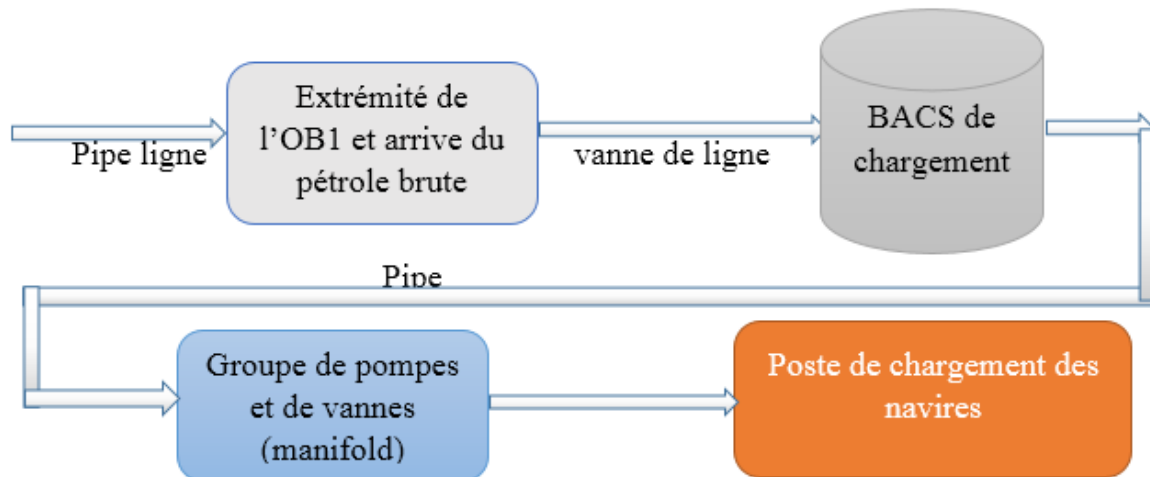 Extrémité de
l'OB1 et arrive du
pétrole brute
Pipe ligne
vanne de ligne
BACS de
chargement
Pipe
Groupe de pompes
et de vannes
(manifold)
Poste de chargement des
navires